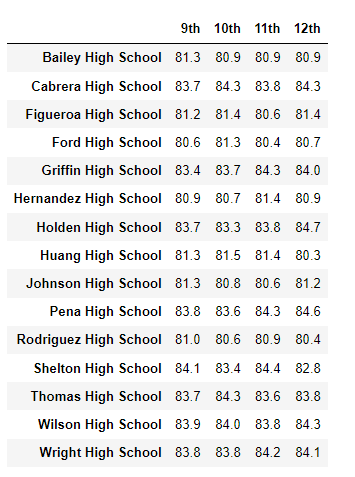 9th 10th 11th 12th
Bailey High School 81.3 80.9 80.9 80.9
Cabrera High School 83.7 84.3 83.8 84.3
Figueroa High School 81.2 81.4 80.6 81.4
Ford High School 80.6 81.3 80.4 80.7
Griffin High School 83.4 83.7 84.3 84.0
Hernandez High School 80.9 80.7 81.4 80.9
Holden High School 83.7 83.3 83.8 84.7
Huang High School 81.3 81.5 81.4 80.3
Johnson High School 81.3 80.8 80.6 81.2
Pena High School 83.8 83.6 84.3 84.6
Rodriguez High School 81.0 80.6 80.9 80.4
Shelton High School 84.1 83.4 84.4 82.8
Thomas High School 83.7 84.3 83.6 83.8
Wilson High School 83.9 84.0 83.8 84.3
Wright High School 83.8 83.8 84.2 84.1